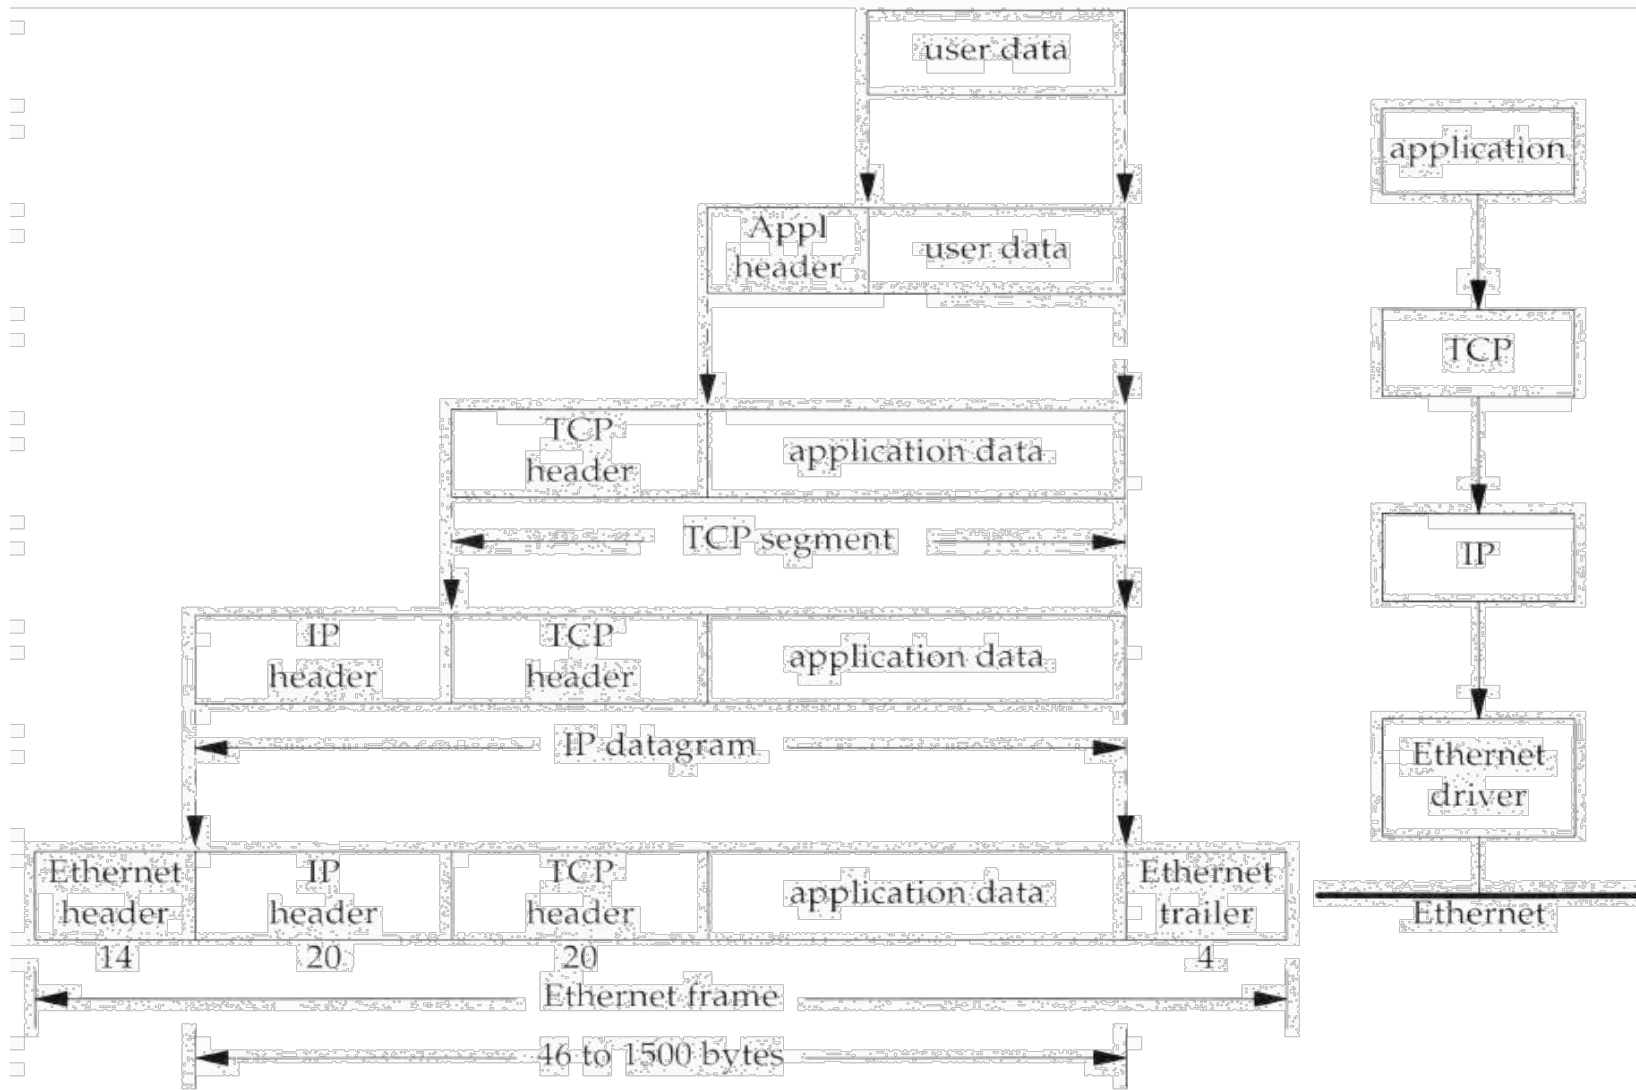 user data
application
Appl
header
user data
TCP
TCP
header
application data
TCP segment
IP
IP
header
TCP
header
application data
IP datagram
Ethernet
driver
Ethernet
header
IP
header
TCP
header
application data
Ethernet
trailer
Ethernet
14
20
20
4
Ethernet frame
46 to 1500 bytes